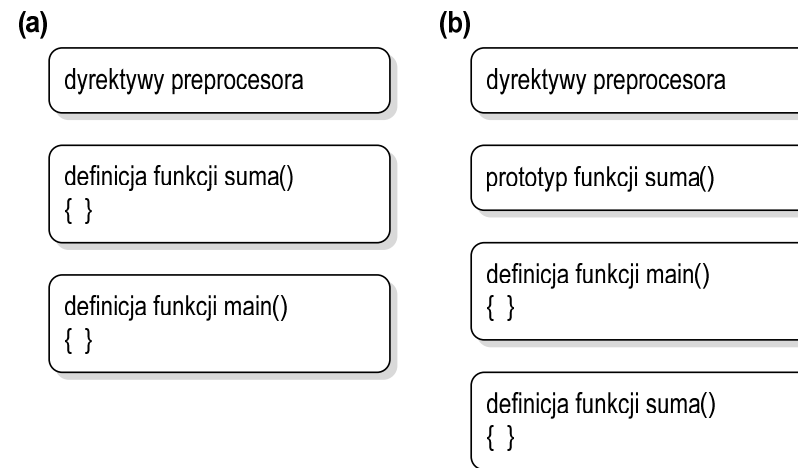 (a)
dyrektywy preprocesora
definicja funkcji suma()
{ }
definicja funkcji main()
{ }
(b)
dyrektywy preprocesora
prototyp funkcji suma()
definicja funkcji main()
{ }
definicja funkcji suma()
{ }